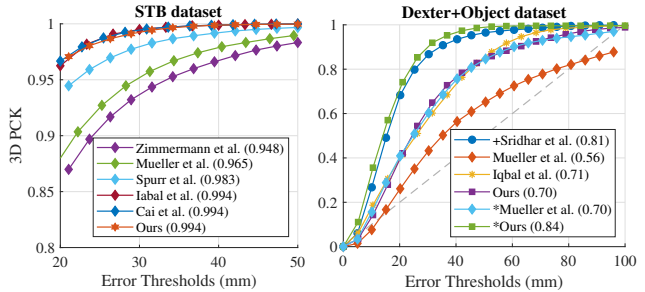 STB dataset
3D PCK
1
0.95
0.9
0.85
0.8
20
30
40
50
Error Thresholds (mm)
Zimmermann et al. (0.948)
Mueller et al. (0.965)
Spurr et al. (0.983)
Iabal et al. (0.994)
Cai et al. (0.994)
Ours (0.994)
Dexter+Object dataset
1
0.8
0.6
0.4
0.2
0
0
20
40
60
80
100
Error Thresholds (mm)
+Sridhar et al. (0.81)
Mueller et al. (0.56)
Iqbal et al. (0.71)
Ours (0.70)
*Mueller et al. (0.70)
*Ours (0.84)